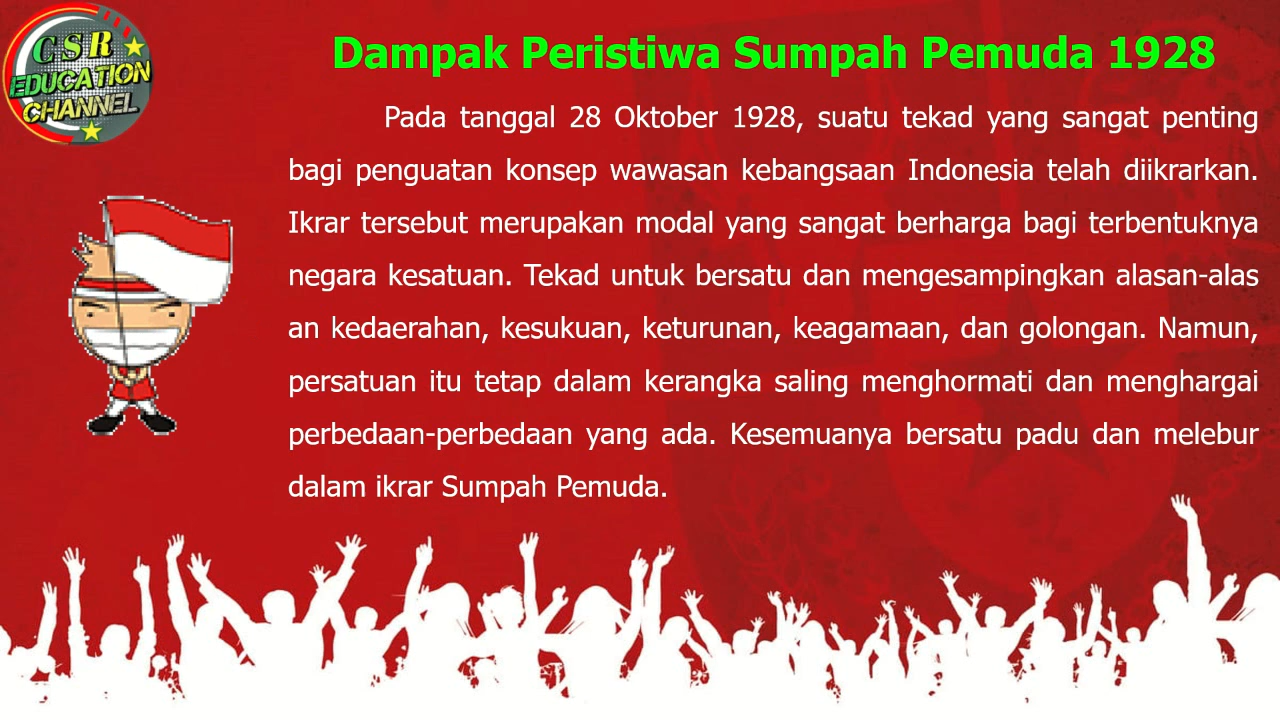 CSR
EDUCATION
CHANNEL
Dampak Peristiwa Sumpah Pemuda 1928
Pada tanggal 28 Oktober 1928, suatu tekad yang sangat penting
bagi penguatan konsep wawasan kebangsaan Indonesia telah diikrarkan.
Ikrar tersebut merupakan modal yang sangat berharga bagi terbentuknya
negara kesatuan. Tekad untuk bersatu dan mengesampingkan alasan-alas
an kedaerahan, kesukuan, keturunan, keagamaan, dan golongan. Namun,
persatuan itu tetap dalam kerangka saling menghormati dan menghargai
perbedaan-perbedaan yang ada. Kesemuanya bersatu padu dan melebur
dalam ikrar Sumpah Pemuda.